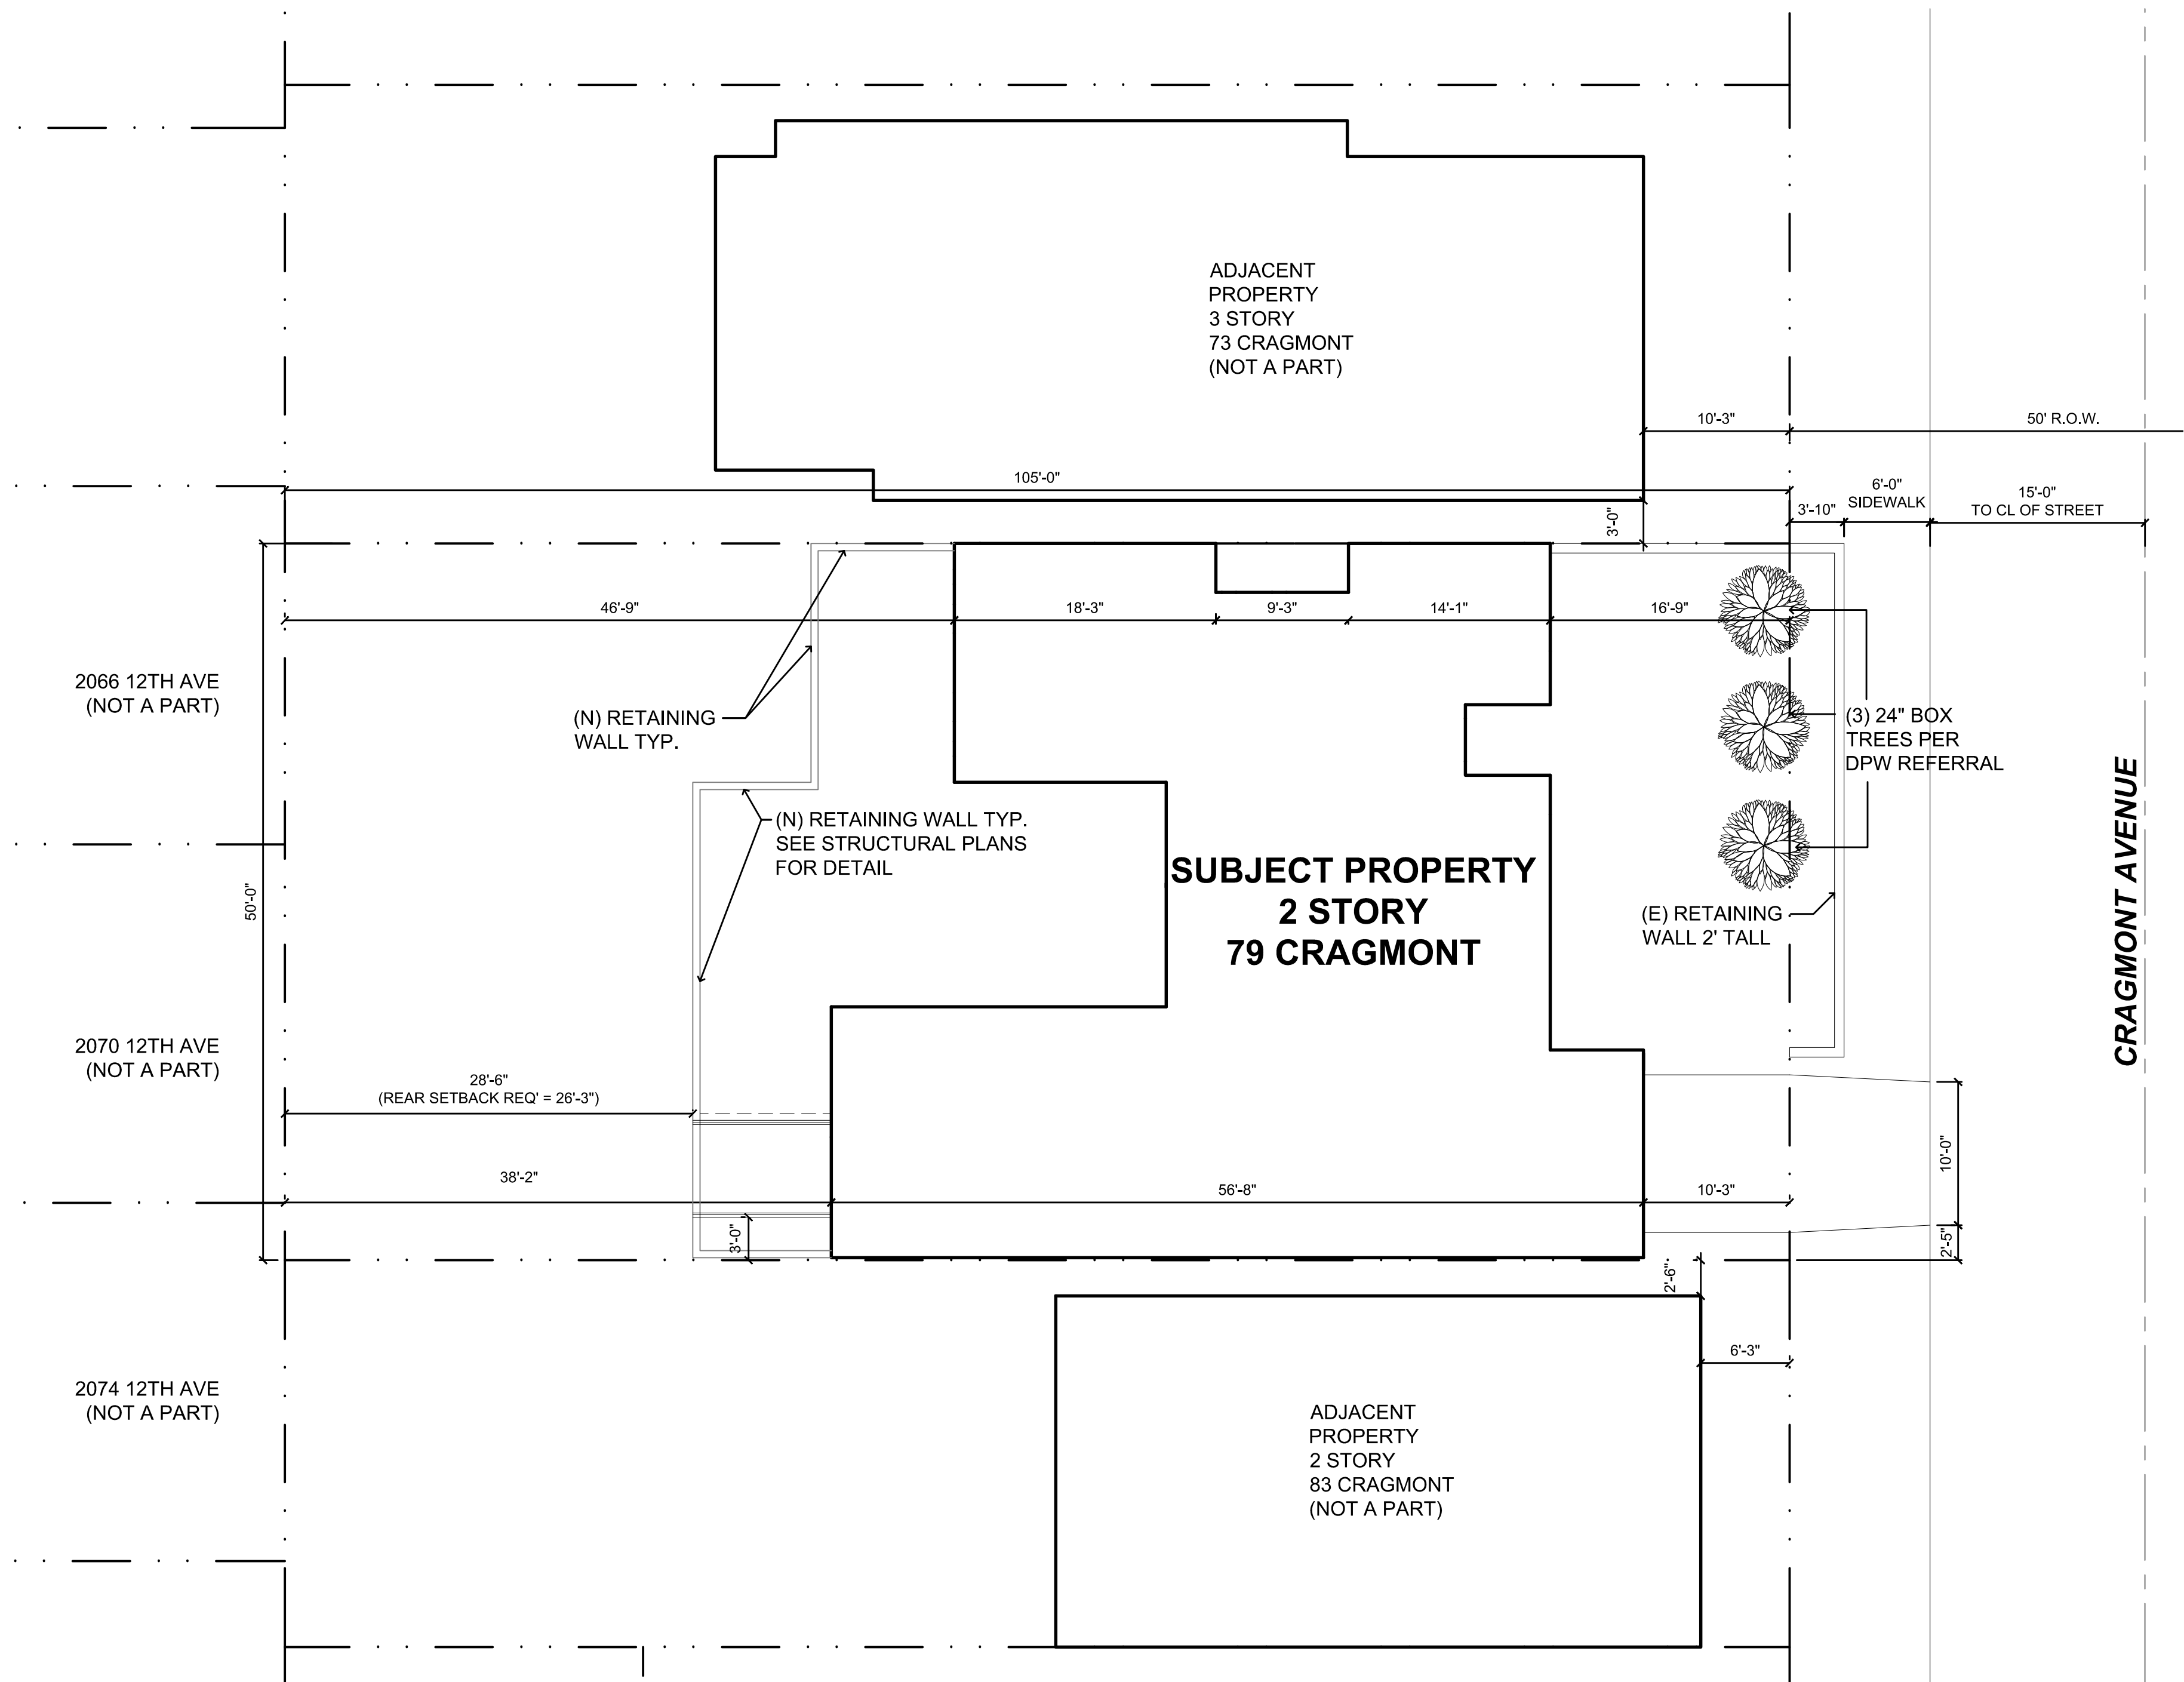 ADJACENT
PROPERTY
3 STORY
73 CRAGMONT
(NOT A PART)
10'-3"
50' R.O.W.
105'-0"
6'-0"
SIDEWALK
3'-10"
15'-0"
TO CL OF STREET
3'-0"
46'-9"
18'-3"
9'-3"
14'-1"
16'-9"
2066 12TH AVE
(NOT A PART)
(N) RETAINING
WALL TYP.
(3) 24" BOX
TREES PER
DPW REFERRAL
(N) RETAINING WALL TYP.
SEE STRUCTURAL PLANS
FOR DETAIL
SUBJECT PROPERTY
2 STORY
79 CRAGMONT
50'-0"
(E) RETAINING
WALL 2' TALL
CRAGMONT AVENUE
2070 12TH AVE
(NOT A PART)
28'-6"
(REAR SETBACK REQ' = 26'-3")
10'-0"
38'-2"
56'-8"
10'-3"
3'-0"
2'-5"
2'-6"
6'-3"
2074 12TH AVE
(NOT A PART)
ADJACENT
PROPERTY
2 STORY
83 CRAGMONT
(NOT A PART)